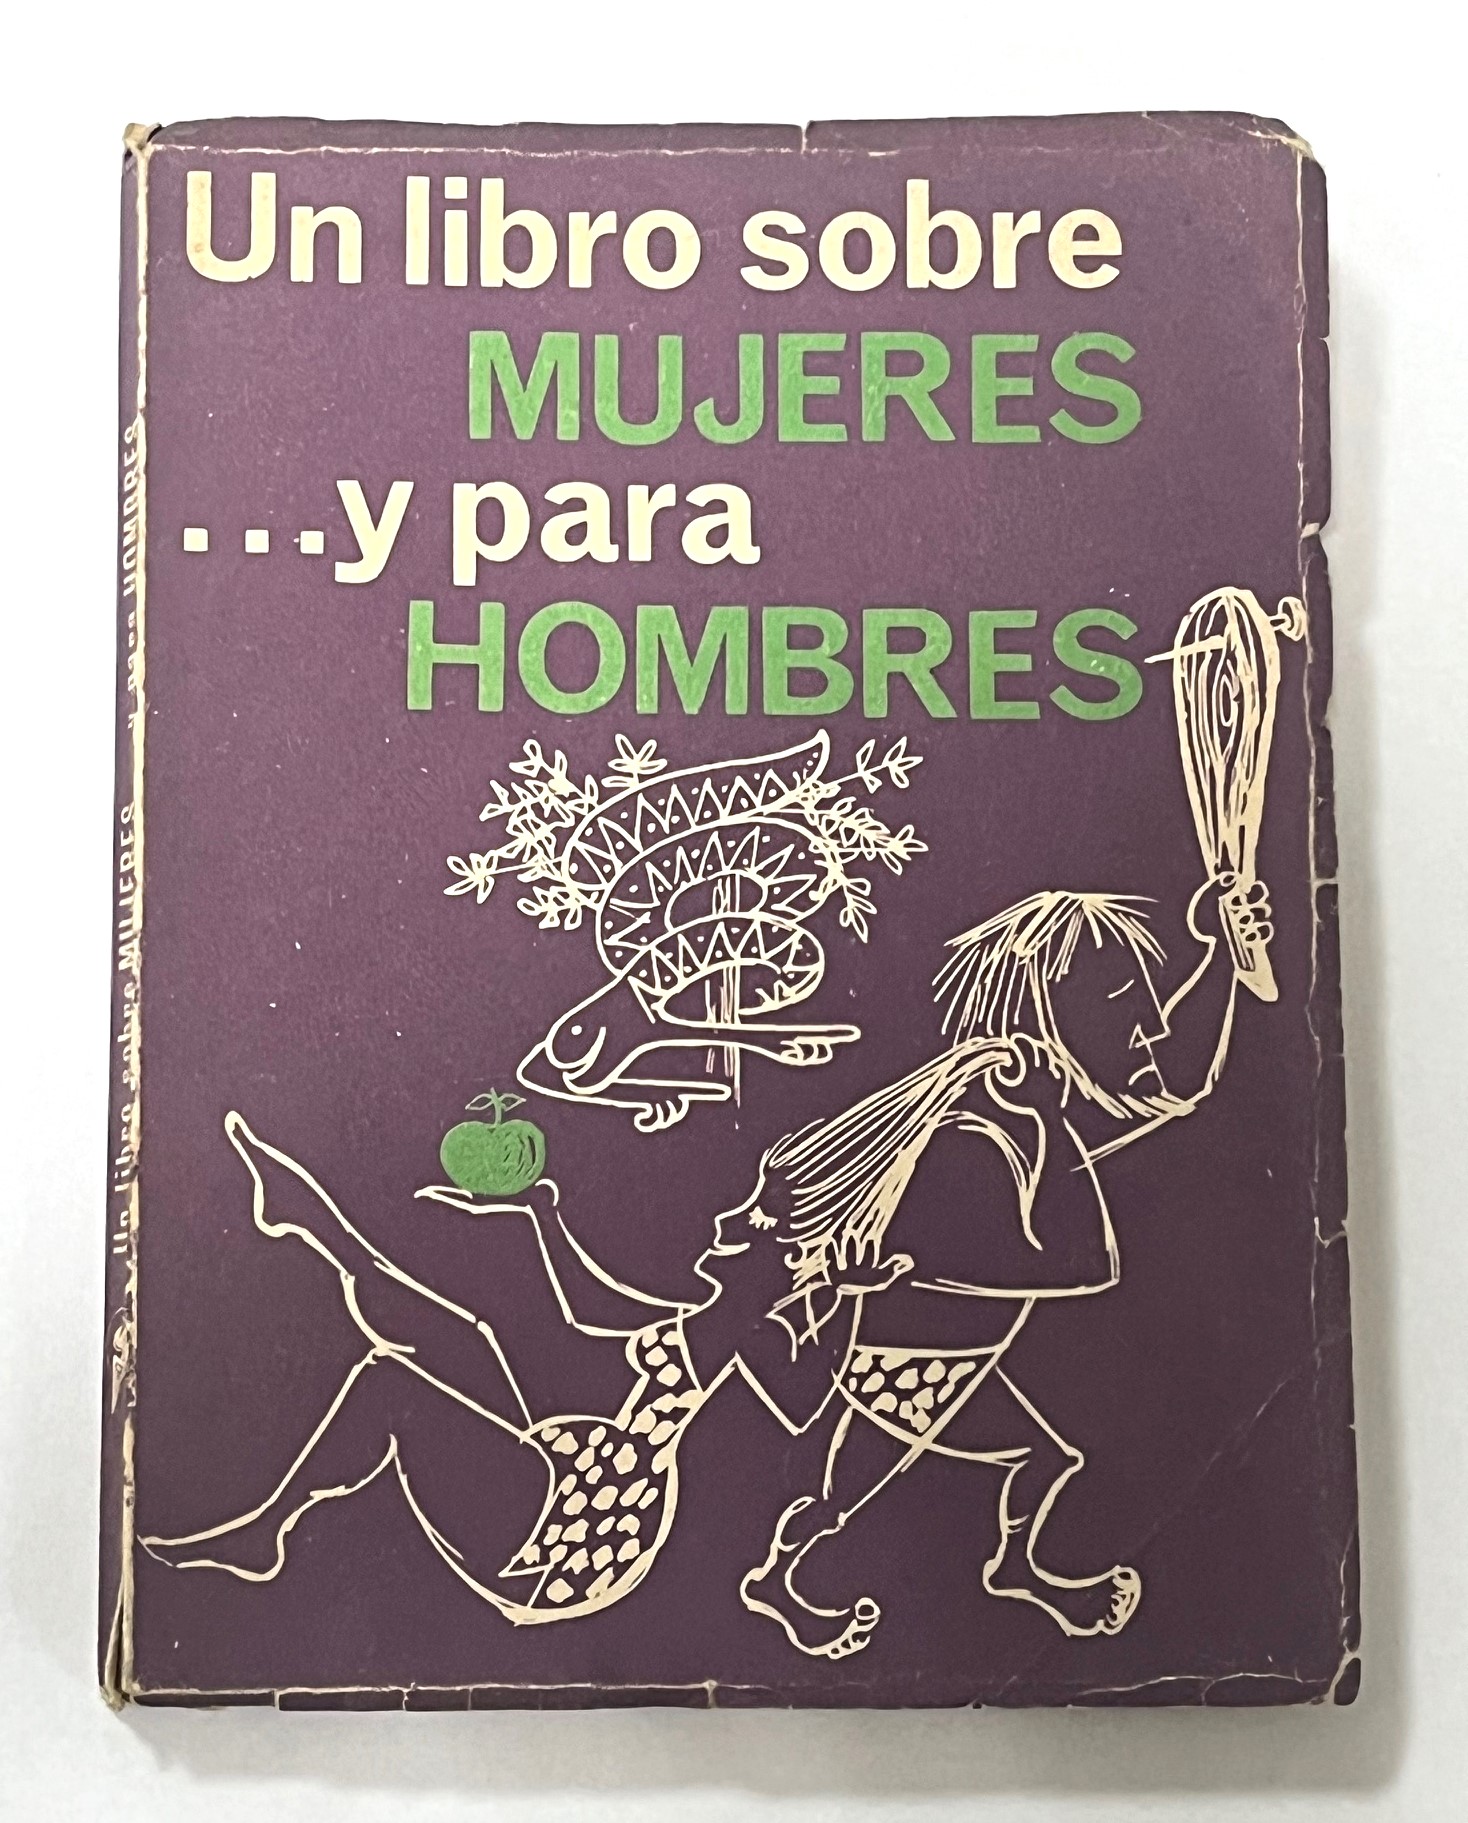 Un libro sobre
MUJERES
...y para
HOMBRES
Un libro sobre MUJERES ...y para HOMBRES